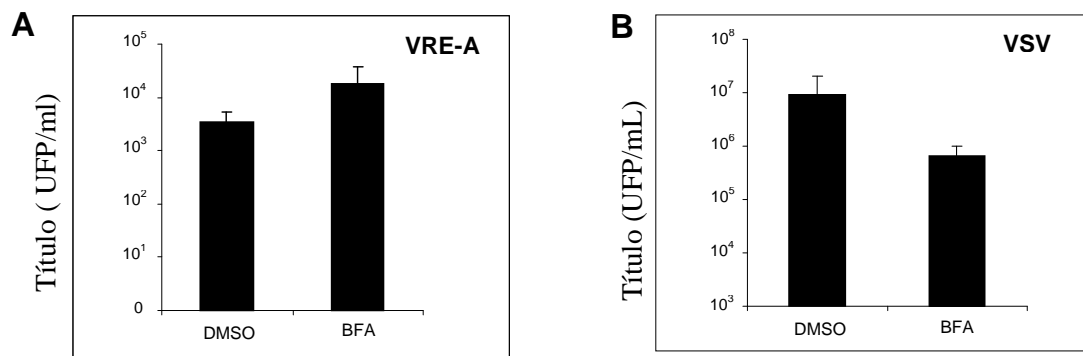 A
VRE-A
Título ( UFP/ml)
10⁵
10⁴
10³
10²
10¹
0
DMSO BFA
B
VSV
Título (UFP/mL)
10⁸
10⁷
10⁶
10⁵
10⁴
10³
DMSO BFA